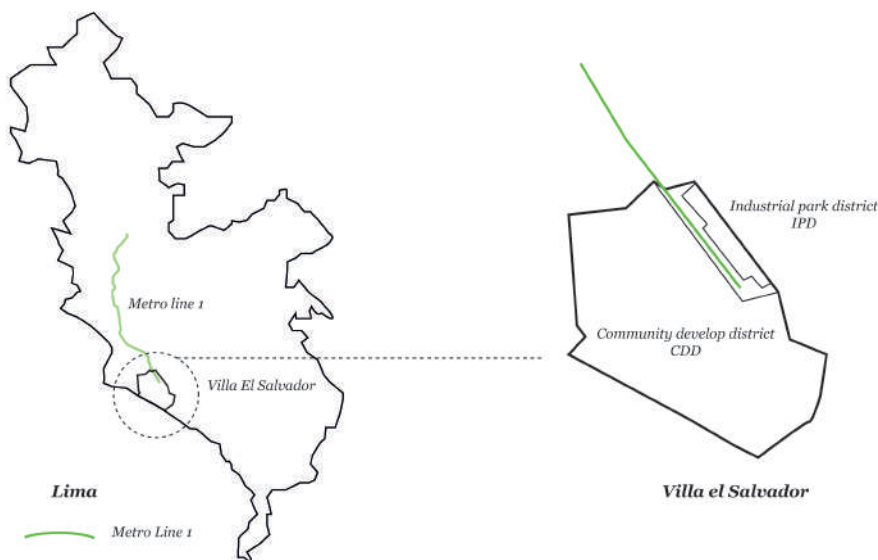 Metro line 1
Villa El Salvador
Lima
Metro Line 1
Industrial park district
IPD
Community develop district
CDD
Villa el Salvador